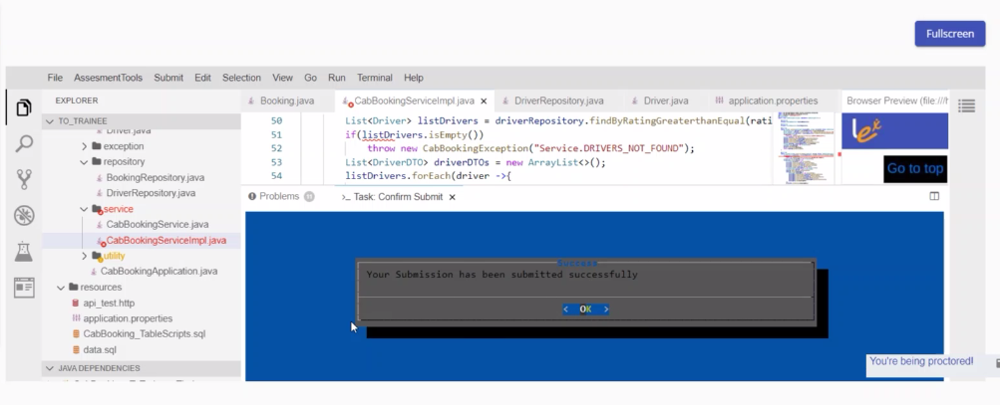 Fullscreen
File AssesmentTools Submit Edit Selection View Go Run Terminal Help
EXPLORER
TO_TRAINEE
Driver.java
exception
repository
BookingRepository.java
DriverRepository.java
service
CabBookingService.java
CabBookingServiceImpl.java
utility
CabBookingApplication.java
resources
api_test.http
application.properties
CabBooking_TableScripts.sql
data.sql
JAVA DEPENDENCIES
Booking.java CabBookingServiceImpl.java × DriverRepository.java Driver.java application.properties Browser Preview (file:///h
50 List<Driver> listDrivers = driverRepository.findByRatingGreaterthanEqual(rati
51 if(listDrivers.isEmpty())
52 throw new CabBookingException("Service.DRIVERS_NOT_FOUND");
53 List<DriverDTO> driverDTOs = new ArrayList<>();
54 listDrivers.forEach(driver ->{
Lex
Go to top
Problems 11 >_ Task: Confirm Submit ×
Success
Your Submission has been submitted successfully
< OK >
You're being proctored!